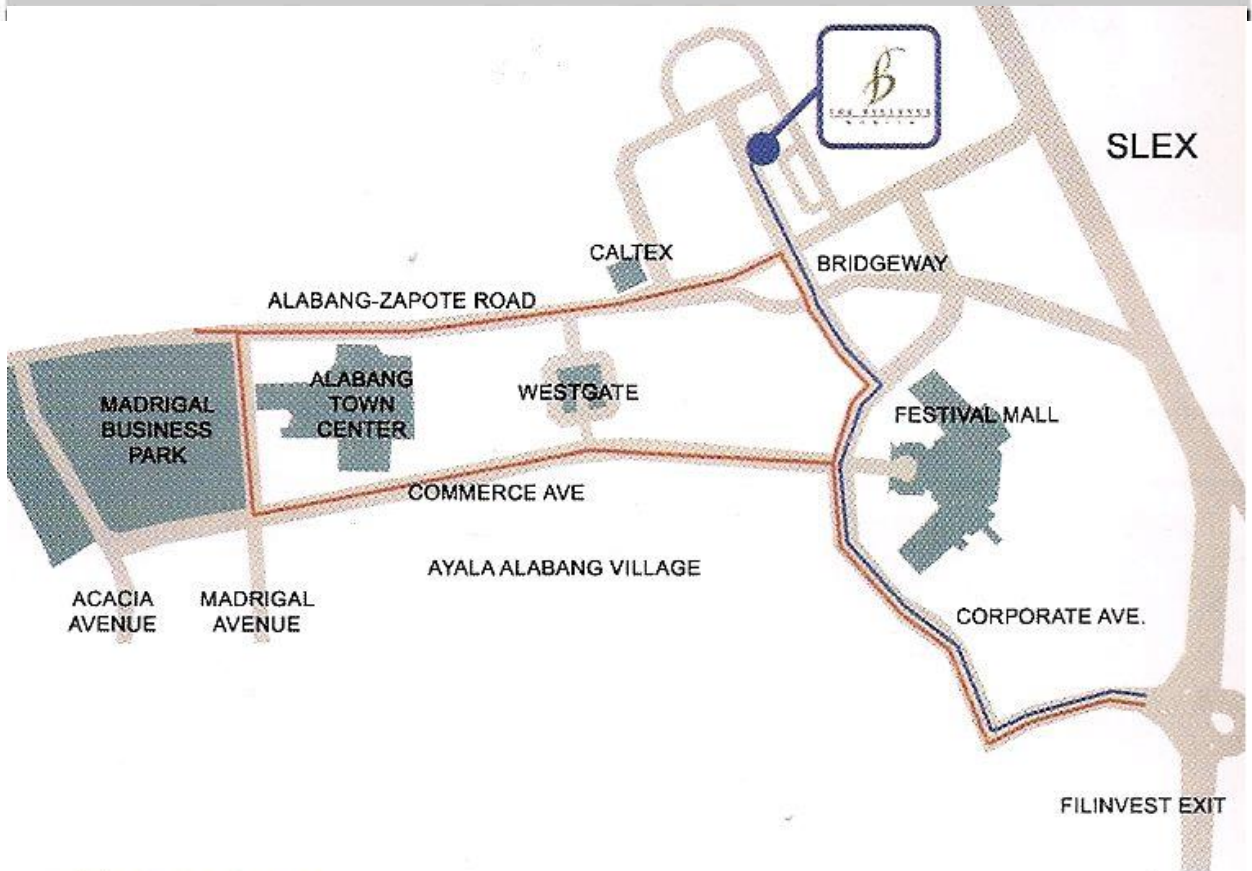 SLEX
CALTEX
BRIDGEWAY
ALABANG-ZAPOTE ROAD
ALABANG
TOWN
CENTER
WESTGATE
MADRIGAL
BUSINESS
PARK
FESTIVAL MALL
COMMERCE AVE
AYALA ALABANG VILLAGE
ACACIA
AVENUE
MADRIGAL
AVENUE
CORPORATE AVE.
FILINVEST EXIT